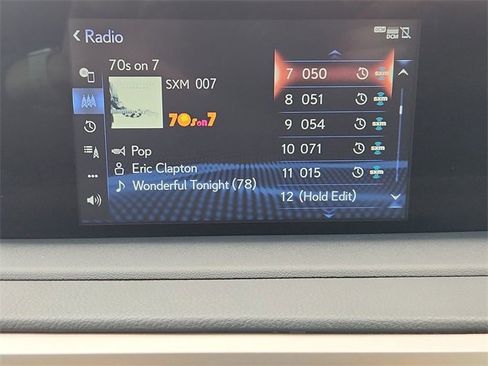 Radio
DCM
70s on 7
SXM 007
70s on 7
Pop
Eric Clapton
Wonderful Tonight (78)
7 050
8 051
9 054
10 071
11 015
12 (Hold Edit)